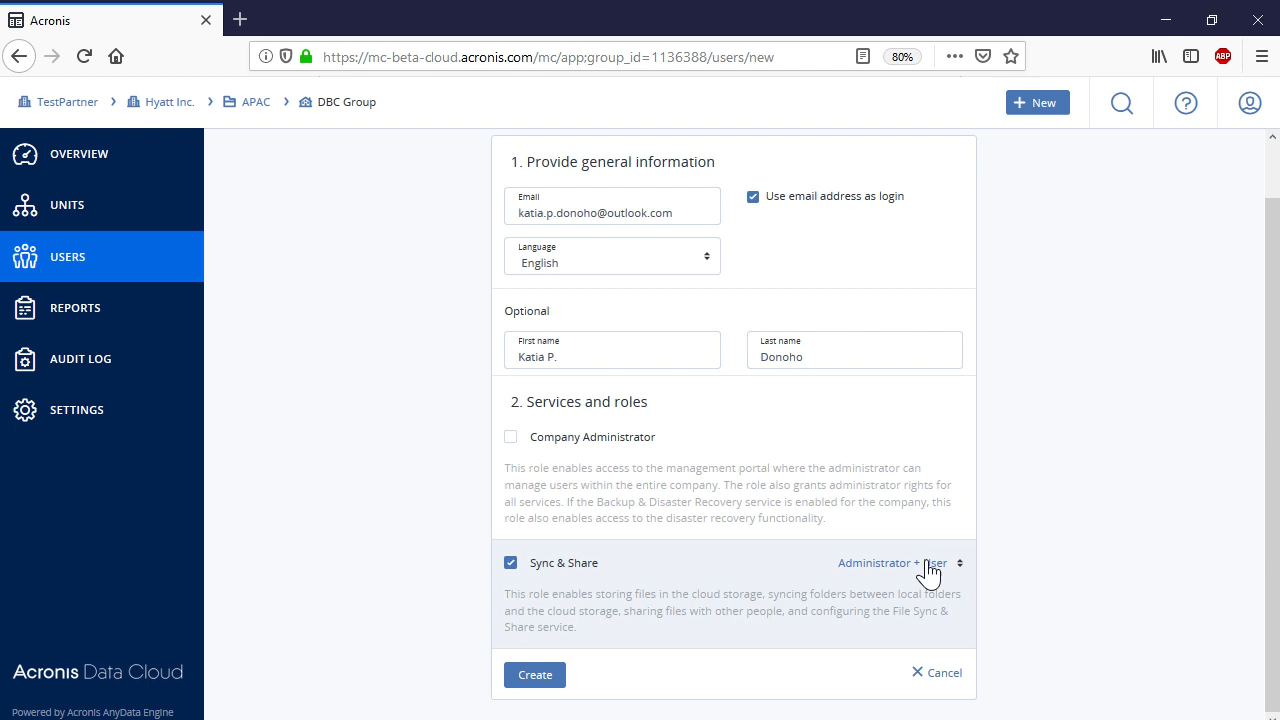 Acronis
https://mc-beta-cloud.acronis.com/mc/app;group_id=1136388/users/new
80%
ABP
TestPartner
Hyatt Inc.
APAC
DBC Group
New
OVERVIEW
UNITS
USERS
REPORTS
AUDIT LOG
SETTINGS
Acronis Data Cloud
Powered by Acronis AnyData Engine
1. Provide general information
Email
katia.p.donoho@outlook.com
Use email address as login
Language
English
Optional
First name
Katia P.
Last name
Donoho
2. Services and roles
Company Administrator
This role enables access to the management portal where the administrator can
manage users within the entire company. The role also grants administrator rights for
all services. If the Backup & Disaster Recovery service is enabled for the company, this
role also enables access to the disaster recovery functionality.
Sync & Share
Administrator + User
This role enables storing files in the cloud storage, syncing folders between local folders
and the cloud storage, sharing files with other people, and configuring the File Sync &
Share service.
Create
Cancel